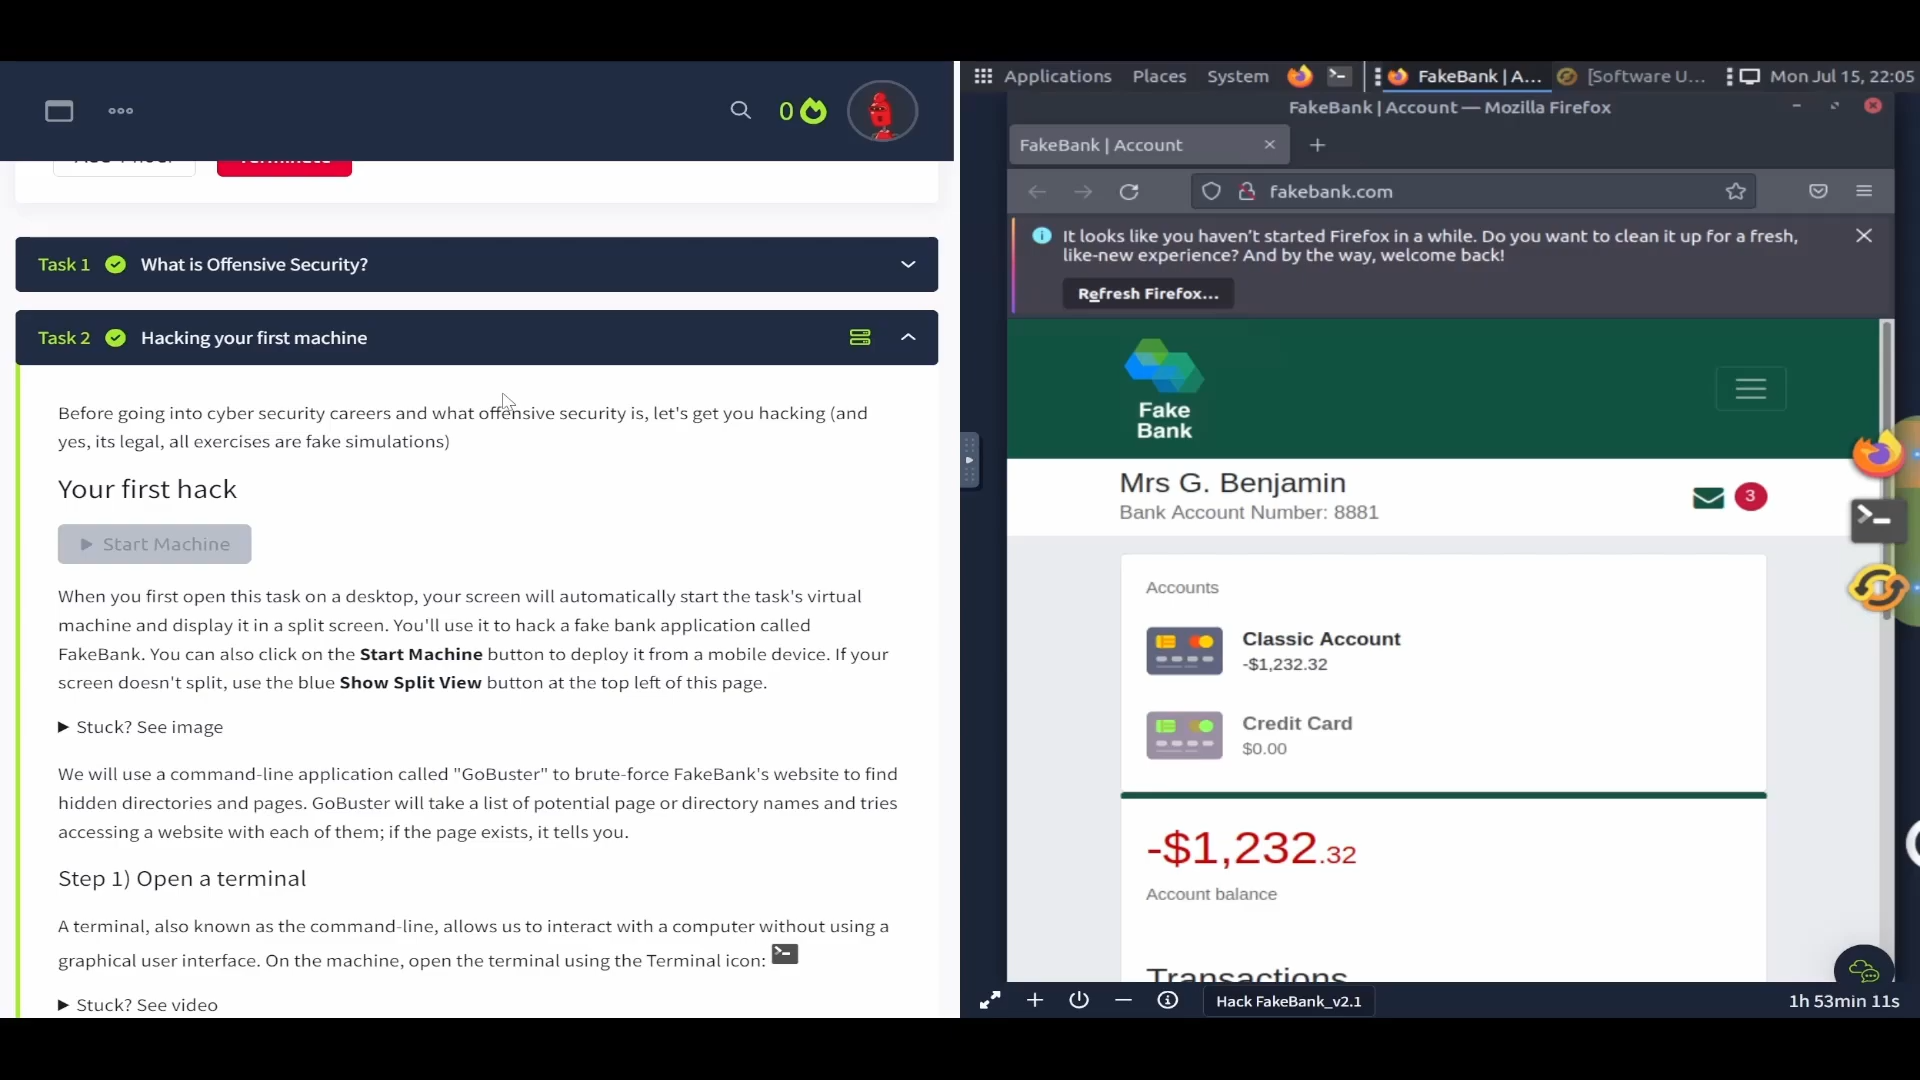 0
Terminate
Task 1 What is Offensive Security?
Task 2 Hacking your first machine
Before going into cyber security careers and what offensive security is, let's get you hacking (and
yes, its legal, all exercises are fake simulations)
Your first hack
Start Machine
When you first open this task on a desktop, your screen will automatically start the task's virtual
machine and display it in a split screen. You'll use it to hack a fake bank application called
FakeBank. You can also click on the Start Machine button to deploy it from a mobile device. If your
screen doesn't split, use the blue Show Split View button at the top left of this page.
Stuck? See image
We will use a command-line application called "GoBuster" to brute-force FakeBank's website to find
hidden directories and pages. GoBuster will take a list of potential page or directory names and tries
accessing a website with each of them; if the page exists, it tells you.
Step 1) Open a terminal
A terminal, also known as the command-line, allows us to interact with a computer without using a
graphical user interface. On the machine, open the terminal using the Terminal icon:
Stuck? See video
Applications Places System FakeBank | A... [Software U... Mon Jul 15, 22:05
FakeBank | Account — Mozilla Firefox
FakeBank | Account
fakebank.com
It looks like you haven't started Firefox in a while. Do you want to clean it up for a fresh,
like-new experience? And by the way, welcome back!
Refresh Firefox...
Fake
Bank
Mrs G. Benjamin
Bank Account Number: 8881
3
Accounts
Classic Account
-$1,232.32
Credit Card
$0.00
-$1,232.32
Account balance
Transactions
Hack FakeBank_v2.1
1h 53min 11s